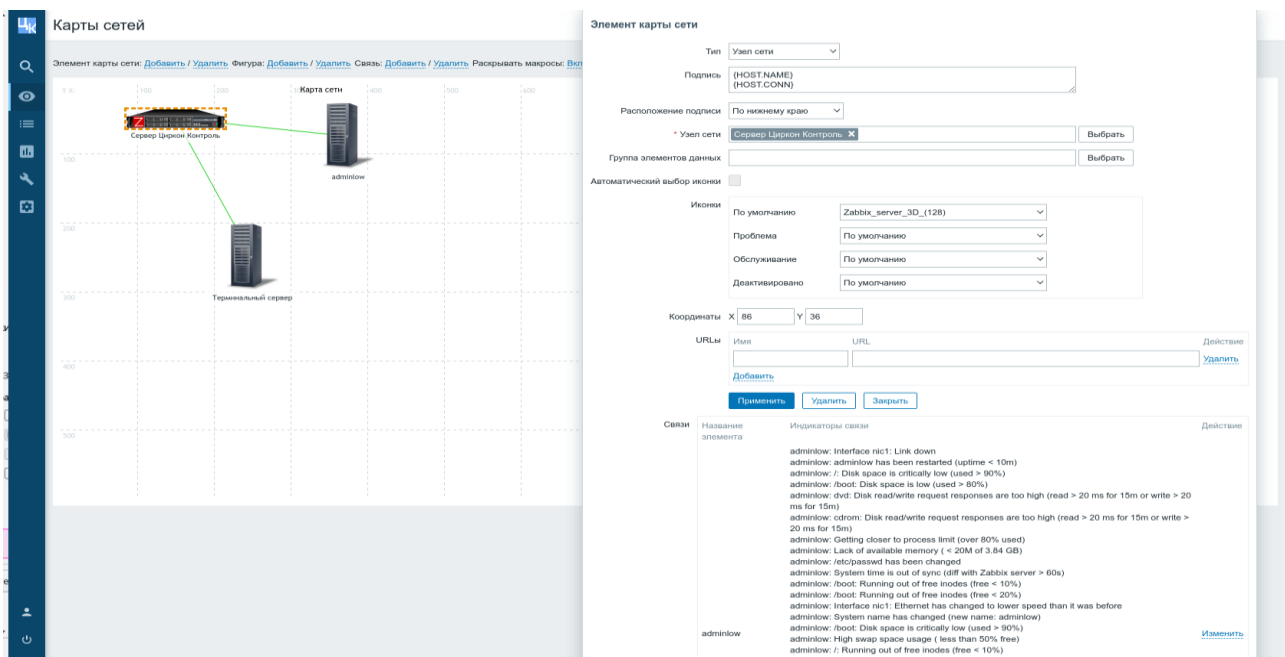 ЦК
Карты сетей
Элемент карты сети: Добавить / Удалить Фигура: Добавить / Удалить Связь: Добавить / Удалить Раскрывать макросы: Вкл
Y X: 100 200 400 500 600
Карта сети
Сервер Циркон Контроль
adminlow
100
200
Терминальный сервер
300
400
500
Элемент карты сети
Тип Узел сети
Подпись {HOST.NAME}
{HOST.CONN}
Расположение подписи По нижнему краю
* Узел сети Сервер Циркон Контроль Выбрать
Группа элементов данных Выбрать
Автоматический выбор иконки
Иконки
По умолчанию Zabbix_server_3D_(128)
Проблема По умолчанию
Обслуживание По умолчанию
Деактивировано По умолчанию
Координаты X 86 Y 36
URLы Имя URL Действие
Удалить
Добавить
Применить Удалить Закрыть
Связи Название Индикаторы связи Действие
элемента
adminlow: Interface nic1: Link down
adminlow: adminlow has been restarted (uptime < 10m)
adminlow: /: Disk space is critically low (used > 90%)
adminlow: /boot: Disk space is low (used > 80%)
adminlow: dvd: Disk read/write request responses are too high (read > 20 ms for 15m or write > 20
ms for 15m)
adminlow: cdrom: Disk read/write request responses are too high (read > 20 ms for 15m or write >
20 ms for 15m)
adminlow: Getting closer to process limit (over 80% used)
adminlow: Lack of available memory ( < 20M of 3.84 GB)
adminlow: /etc/passwd has been changed
adminlow: System time is out of sync (diff with Zabbix server > 60s)
adminlow: /boot: Running out of free inodes (free < 10%)
adminlow: /boot: Running out of free inodes (free < 20%)
adminlow: Interface nic1: Ethernet has changed to lower speed than it was before
adminlow: System name has changed (new name: adminlow)
adminlow: /boot: Disk space is critically low (used > 90%)
adminlow adminlow: High swap space usage ( less than 50% free) Изменить
adminlow: /: Running out of free inodes (free < 10%)